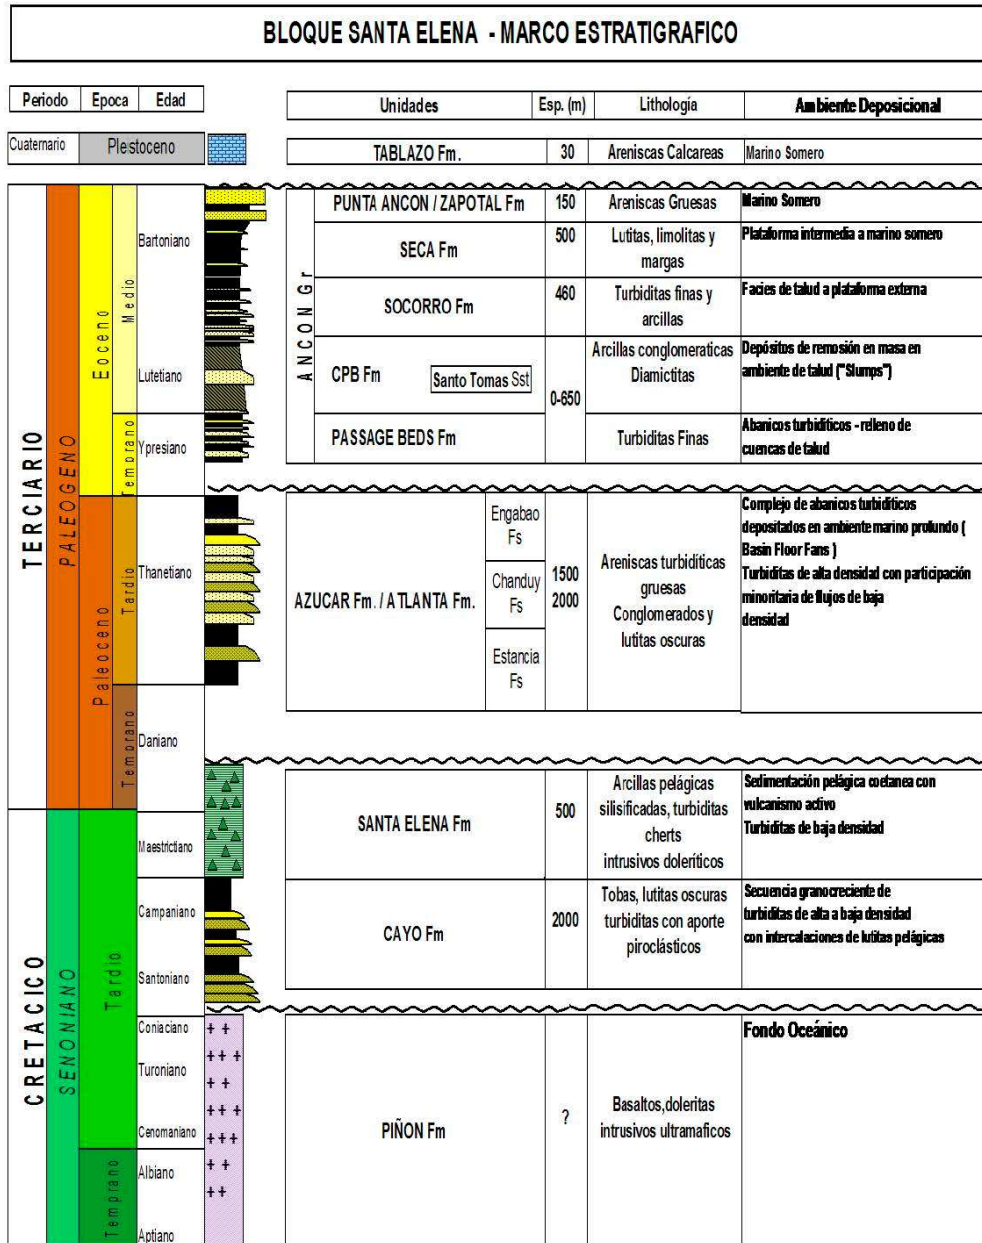 BLOQUE SANTA ELENA - MARCO ESTRATIGRAFICO
Periodo Epoca Edad Unidades Esp. (m) Lithología Ambiente Deposicional
Cuaternario Plestoceno TABLAZO Fm. 30 Areniscas Calcareas Marino Somero
TERCIARIO
PALEOGENO
Eoceno
Medio
Bartoniano
Lutetiano
Temprano
Ypresiano
Paleoceno
Tardio
Thanetiano
Temprano
Daniano
CRETACICO
SENONIANO
Tardio
Maestrictiano
Campaniano
Santoniano
Coniaciano
Turoniano
Cenomaniano
Temprano
Albiano
Aptiano
ANCON Gr
PUNTA ANCON / ZAPOTAL Fm 150 Areniscas Gruesas Marino Somero
SECA Fm
500
Lutitas, limolitas y
margas
Plataforma intermedia a marino somero
SOCORRO Fm
460
Turbiditas finas y
arcillas
Facies de talud a plataforma externa
CPB Fm
Santo Tomas Sst
0-650
Arcillas conglomeraticas
Diamictitas
Depósitos de remosión en masa en
ambiente de talud ("Slumps")
PASSAGE BEDS Fm
Turbiditas Finas
Abanicos turbidíticos - relleno de
cuencas de talud
AZUCAR Fm. / ATLANTA Fm.
Engabao
Fs
Chanduy
Fs
Estancia
Fs
1500
2000
Areniscas turbidíticas
gruesas
Conglomerados y
lutitas oscuras
Complejo de abanicos turbidíticos
depositados en ambiente marino profundo (
Basin Floor Fans )
Turbiditas de alta densidad con participación
minoritaria de flujos de baja
densidad
SANTA ELENA Fm
500
Arcillas pelágicas
silisificadas, turbiditas
cherts
intrusivos doleríticos
Sedimentación pelágica coetanea con
vulcanismo activo
Turbiditas de baja densidad
CAYO Fm
2000
Tobas, lutitas oscuras
turbiditas con aporte
piroclásticos
Secuencia granocreciente de
turbiditas de alta a baja densidad
con intercalaciones de lutitas pelágicas
PIÑON Fm
?
Basaltos,doleritas
intrusivos ultramaficos
Fondo Oceánico